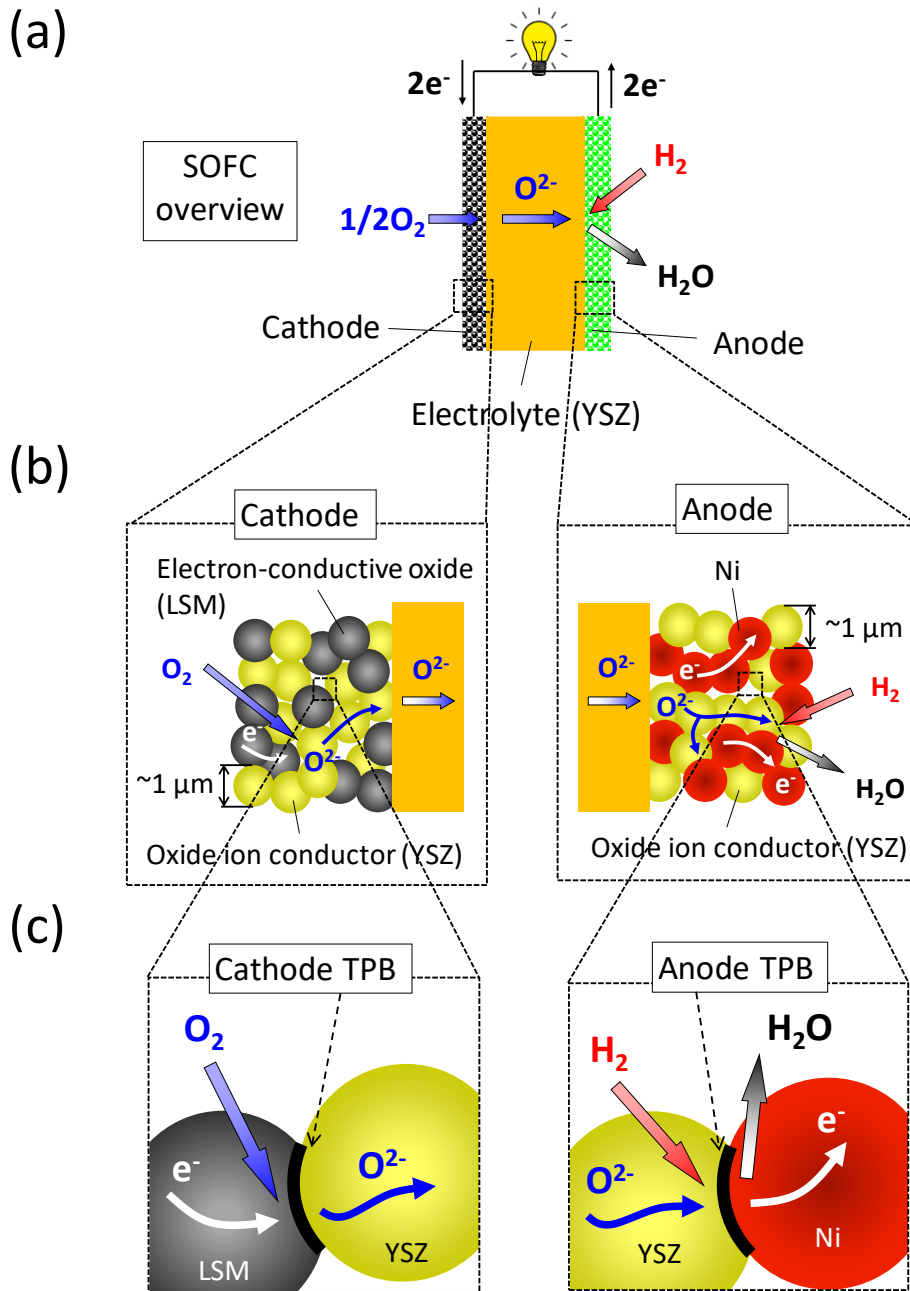 (a)
2e⁻
2e⁻
SOFC
overview
H₂
O²⁻
1/2O₂
H₂O
Cathode
Anode
Electrolyte (YSZ)
(b)
Cathode
Electron-conductive oxide
(LSM)
O₂
O²⁻
e⁻
O²⁻
~1 µm
Oxide ion conductor (YSZ)
Anode
Ni
~1 µm
e⁻
O²⁻
O²⁻
H₂
e⁻
H₂O
Oxide ion conductor (YSZ)
(c)
Cathode TPB
O₂
e⁻
O²⁻
LSM
YSZ
Anode TPB
H₂O
H₂
e⁻
O²⁻
YSZ
Ni